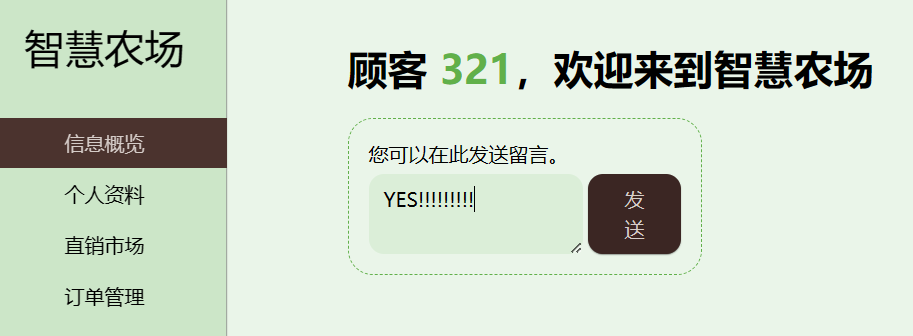 智慧农场
信息概览
个人资料
直销市场
订单管理
顾客 321，欢迎来到智慧农场
您可以在此发送留言。
YES!!!!!!!!!
发
送